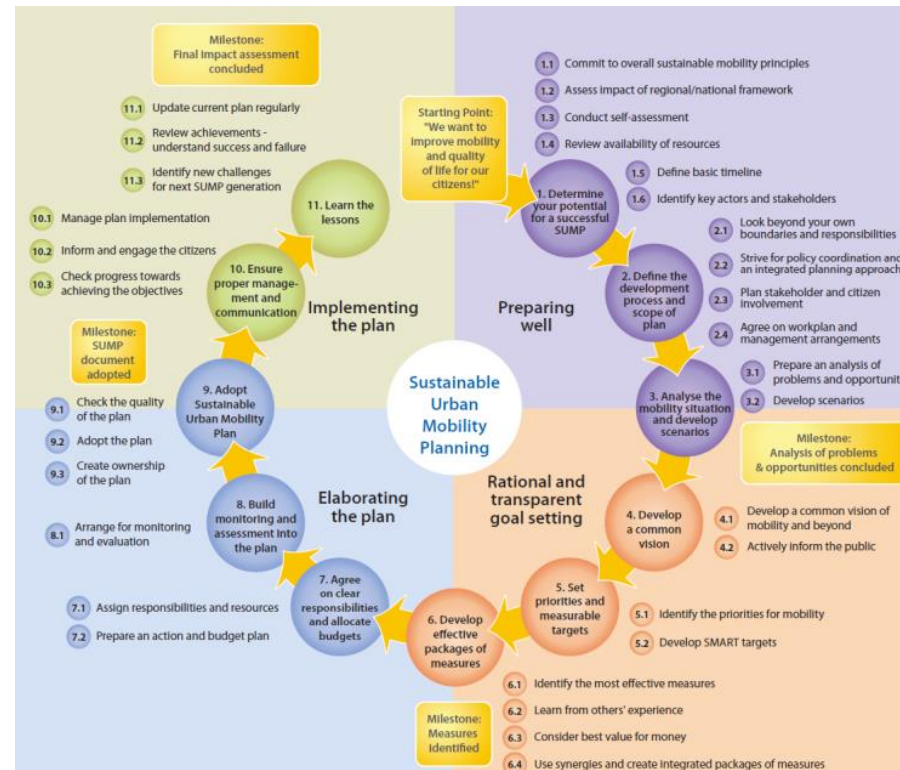 Milestone:
Final impact assessment
concluded
11.1 Update current plan regularly
11.2 Review achievements -
understand success and failure
11.3 Identify new challenges
for next SUMP generation
11. Learn the
lessons
10.1 Manage plan implementation
10.2 Inform and engage the citizens
10.3 Check progress towards
achieving the objectives
10. Ensure
proper manage-
ment and
communication
Implementing
the plan
Starting Point:
"We want to
improve mobility
and quality
of life for our
citizens!"
1.1 Commit to overall sustainable mobility principles
1.2 Assess impact of regional/national framework
1.3 Conduct self-assessment
1.4 Review availability of resources
1.5 Define basic timeline
1.6 Identify key actors and stakeholders
1. Determine
your potential
for a successful
SUMP
2.1 Look beyond your own
boundaries and responsibilities
2.2 Strive for policy coordination and
an integrated planning approach
2.3 Plan stakeholder and citizen
involvement
2.4 Agree on workplan and
management arrangements
2. Define the
development
process and
scope of
plan
Preparing
well
3.1 Prepare an analysis of
problems and opportunit
3.2 Develop scenarios
3. Analyse the
mobility situation
and develop
scenarios
Milestone:
Analysis of problems
& opportunities concluded
Sustainable
Urban
Mobility
Planning
Rational and
transparent
goal setting
4. Develop
a common
vision
4.1 Develop a common vision of
mobility and beyond
4.2 Actively inform the public
5. Set
priorities and
measurable
targets
5.1 Identify the priorities for mobility
5.2 Develop SMART targets
6. Develop
effective
packages of
measures
6.1 Identify the most effective measures
6.2 Learn from others' experience
6.3 Consider best value for money
6.4 Use synergies and create integrated packages of measures
Milestone:
Measures
identified
Elaborating
the plan
7. Agree
on clear
responsibilities
and allocate
budgets
7.1 Assign responsibilities and resources
7.2 Prepare an action and budget plan
8. Build
monitoring and
assessment into
the plan
8.1 Arrange for monitoring
and evaluation
9. Adopt
Sustainable
Urban Mobility
Plan
9.1 Check the quality
of the plan
9.2 Adopt the plan
9.3 Create ownership
of the plan
Milestone:
SUMP
document
adopted